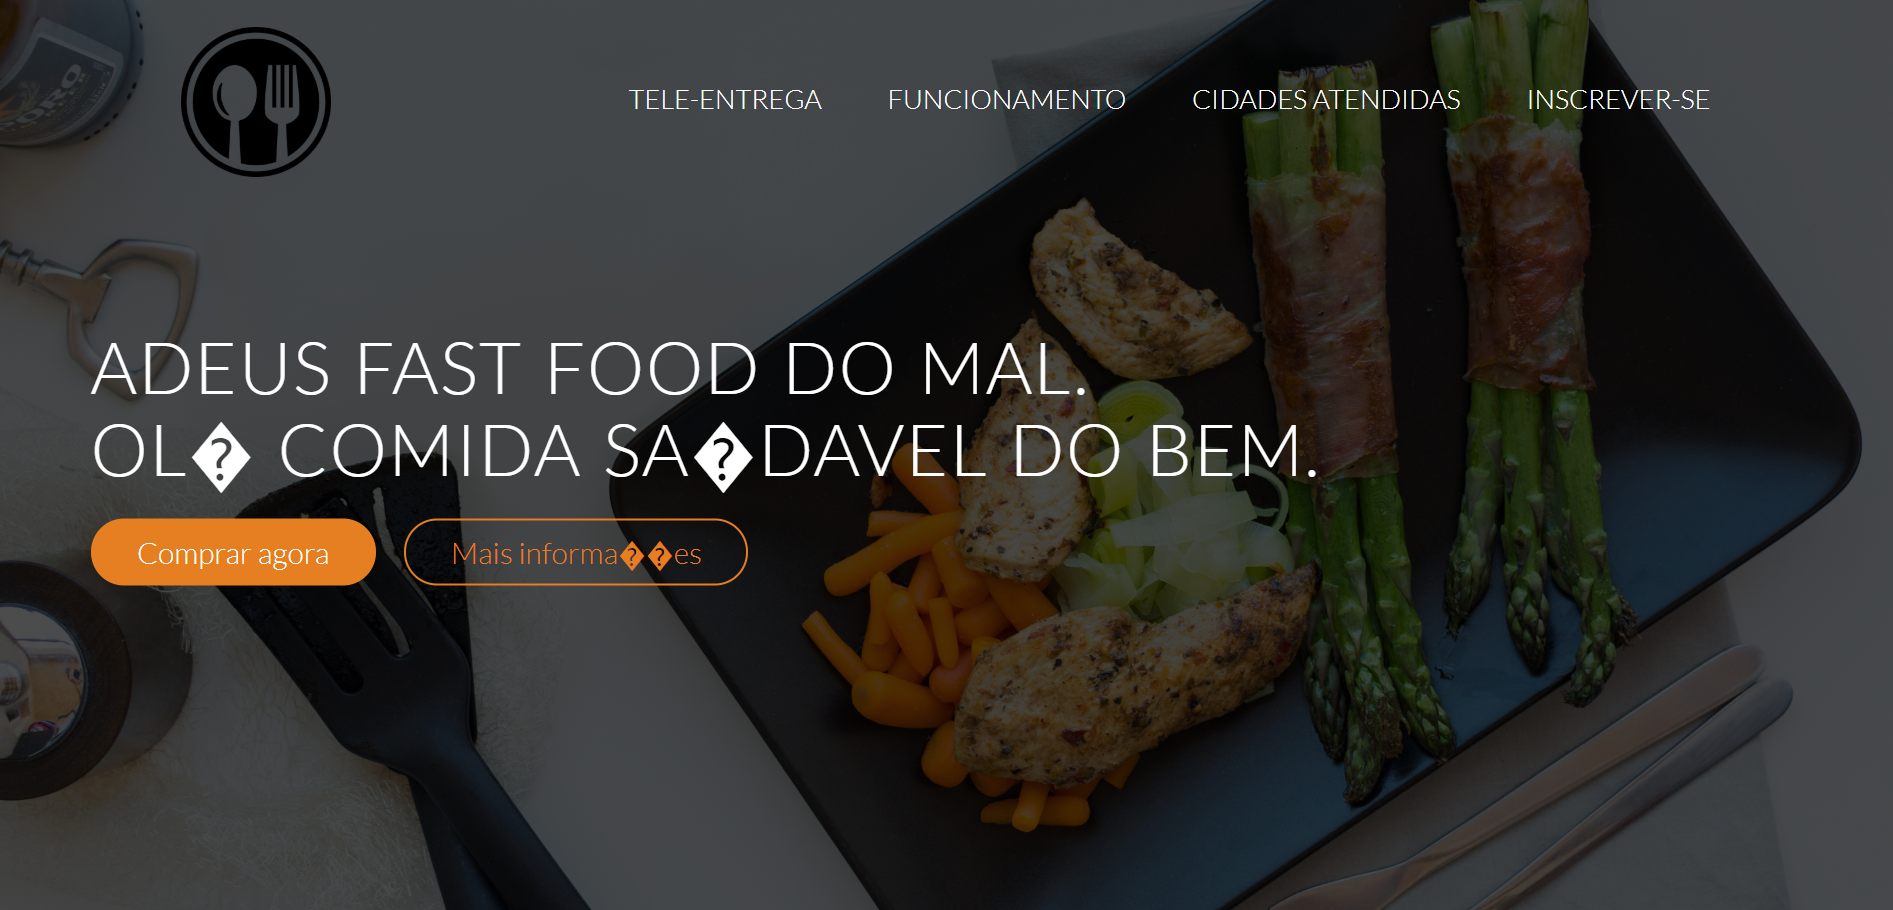 TELE-ENTREGA FUNCIONAMENTO CIDADES ATENDIDAS INSCREVER-SE
ADEUS FAST FOOD DO MAL.
OL� COMIDA SA�DAVEL DO BEM.
Comprar agora Mais informa��es